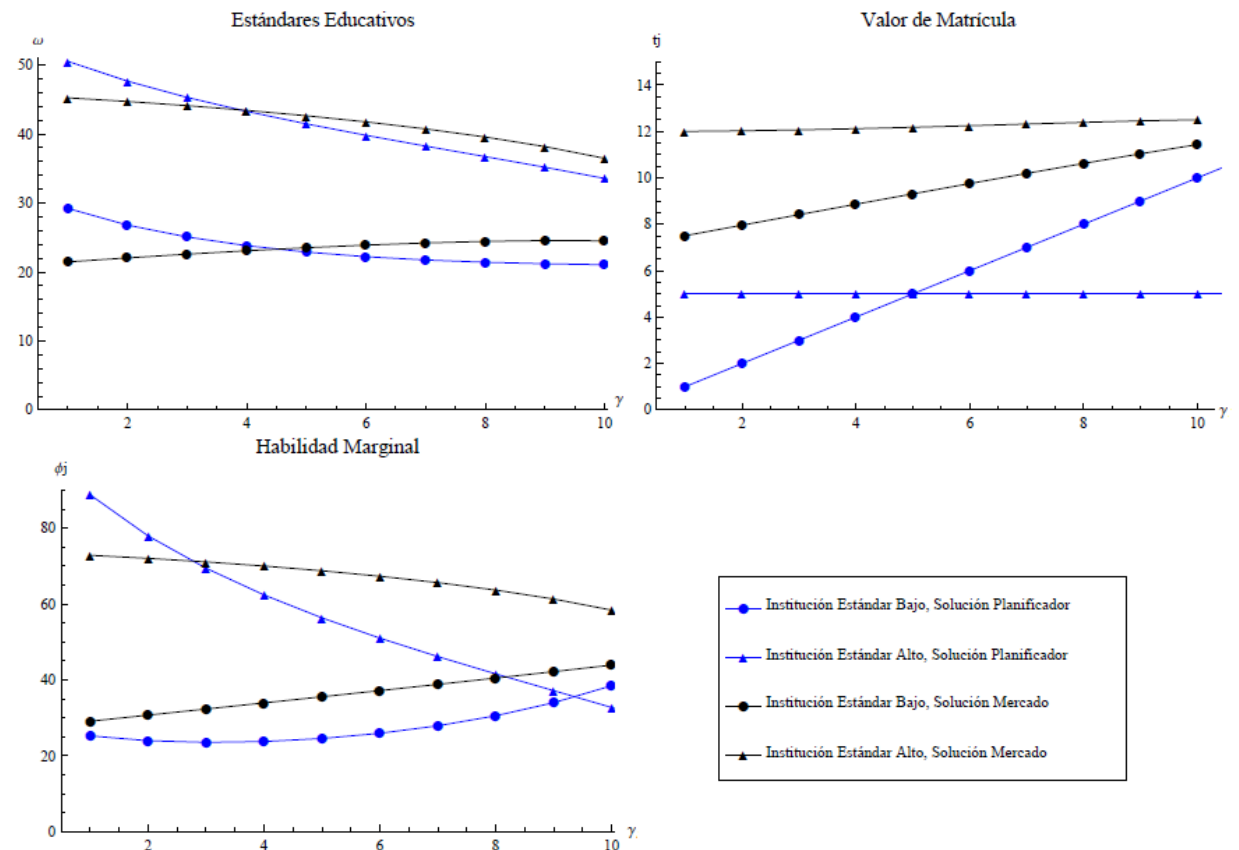 Estándares Educativos
ω
50
40
30
20
10
0
2
4
6
8
10
γ
Valor de Matrícula
tj
14
12
10
8
6
4
2
0
2
4
6
8
10
γ
Habilidad Marginal
ϕj
80
60
40
20
0
2
4
6
8
10
γ
Institución Estándar Bajo, Solución Planificador
Institución Estándar Alto, Solución Planificador
Institución Estándar Bajo, Solución Mercado
Institución Estándar Alto, Solución Mercado